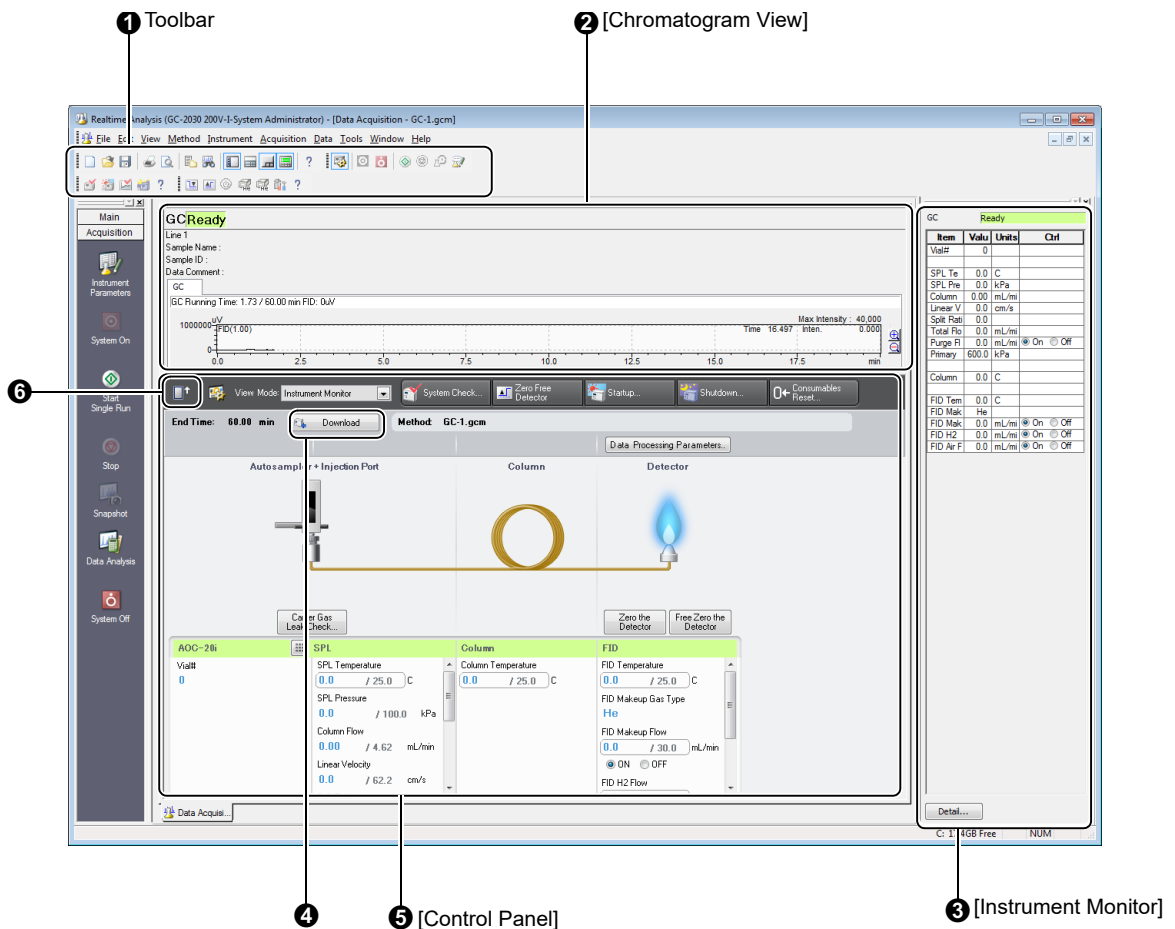 1 Toolbar
2 [Chromatogram View]
Realtime Analysis (GC-2030 200V-I-System Administrator) - [Data Acquisition - GC-1.gcm]
File Edit View Method Instrument Acquisition Data Tools Window Help
Main
Acquisition
Instrument
Parameters
System On
Start
Single Run
Stop
Snapshot
Data Analysis
System Off
GC Ready
Line 1
Sample Name :
Sample ID :
Data Comment :
GC
GC Running Time: 1.73 / 60.00 min FID: 0uV
uV
Max Intensity : 40,000
1000000 FID(1.00)
Time 16.497 Inten. 0.000
0
0.0 2.5 5.0 7.5 10.0 12.5 15.0 17.5 min
6
View Mode: Instrument Monitor
System Check...
Zero Free
Detector
Startup...
Shutdown...
Consumables
Reset...
End Time: 60.00 min
Download
Method: GC-1.gcm
Data Processing Parameters..
Autosampler + Injection Port
Column
Detector
Carrier Gas
Leak Check...
Zero the
Detector
Free Zero the
Detector
AOC-20i
Vial#
0
SPL
SPL Temperature
0.0 / 25.0 C
SPL Pressure
0.0 / 100.0 kPa
Column Flow
0.00 / 4.62 mL/min
Linear Velocity
0.0 / 62.2 cm/s
Column
Column Temperature
0.0 / 25.0 C
FID
FID Temperature
0.0 / 25.0 C
FID Makeup Gas Type
He
FID Makeup Flow
0.0 / 30.0 mL/min
ON OFF
FID H2 Flow
Data Acquisi...
GC Ready
Item Valu Units Ctrl
Vial# 0
SPL Te 0.0 C
SPL Pre 0.0 kPa
Column 0.00 mL/mi
Linear V 0.0 cm/s
Split Rati 0.0
Total Flo 0.0 mL/mi
Purge Fl 0.0 mL/mi On Off
Primary 600.0 kPa
Column 0.0 C
FID Tem 0.0 C
FID Mak He
FID Mak 0.0 mL/mi On Off
FID H2 0.0 mL/mi On Off
FID Air F 0.0 mL/mi On Off
Detail...
NUM
4
5 [Control Panel]
3 [Instrument Monitor]